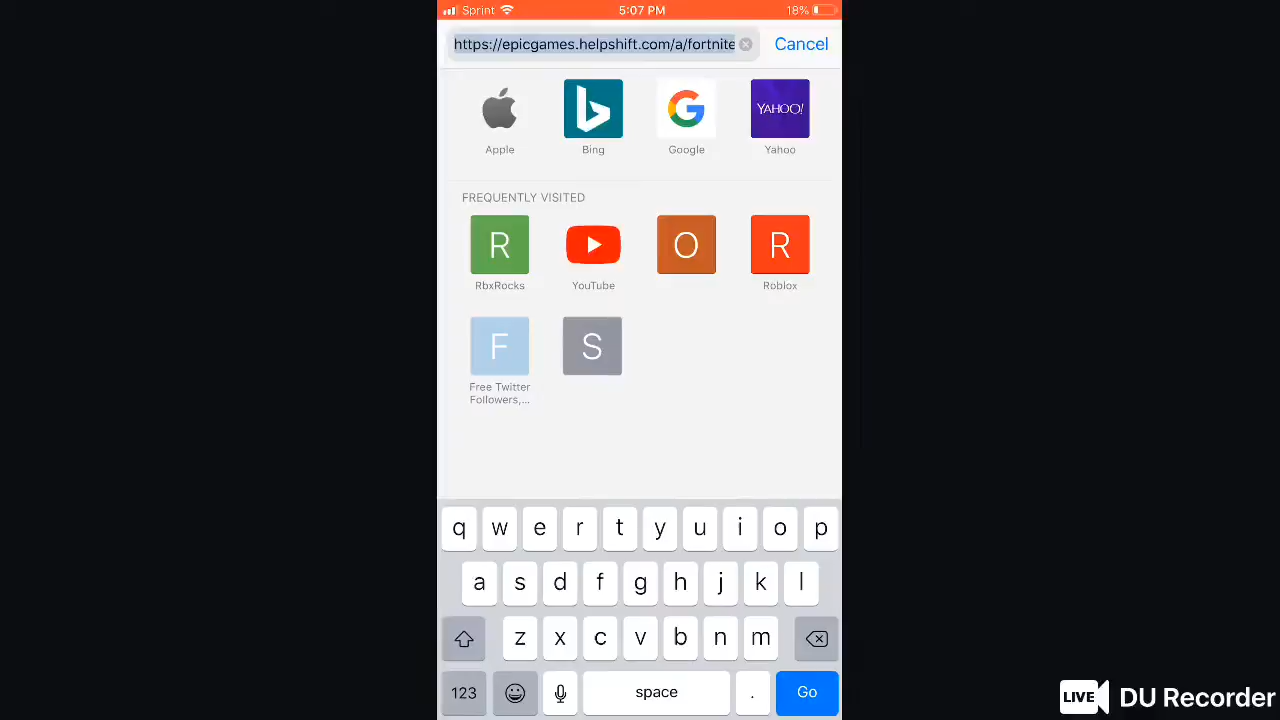 Sprint 5:07 PM 18%
https://epicgames.helpshift.com/a/fortnite Cancel
YAHOO!
Apple Bing Google Yahoo
FREQUENTLY VISITED
R O R
RbxRocks YouTube Roblox
F S
Free Twitter
Followers,...
q w e r t y u i o p
a s d f g h j k l
z x c v b n m
123 space . Go
LIVE DU Recorder